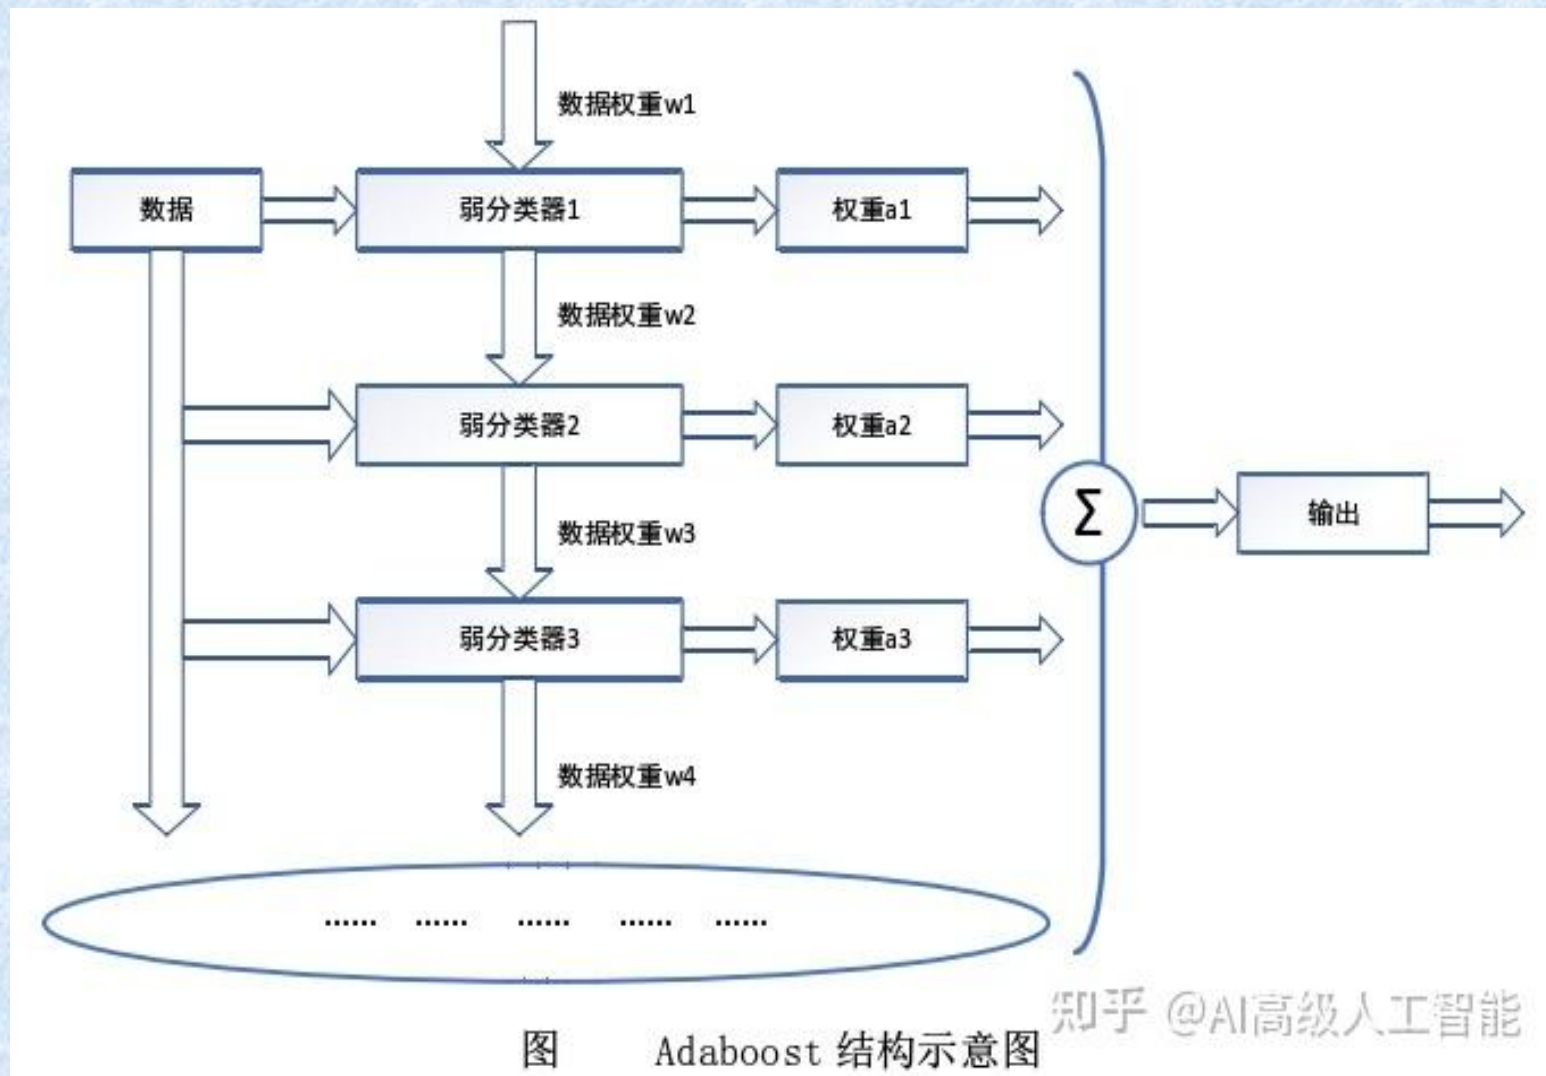 数据权重w1
数据
弱分类器1
权重a1
数据权重w2
弱分类器2
权重a2
Σ
输出
数据权重w3
弱分类器3
权重a3
数据权重w4
...... ...... ...... ...... ......
知乎 @AI高级人工智能
图 Adaboost 结构示意图